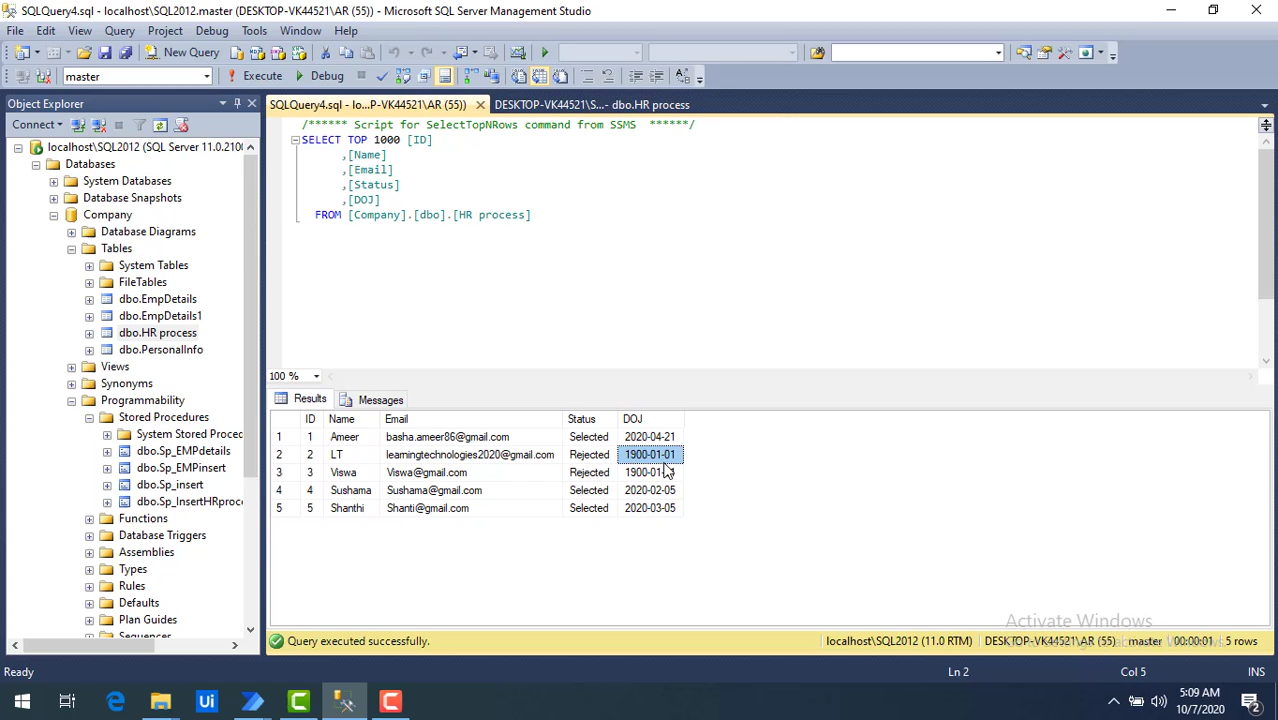 SQLQuery4.sql - localhost\SQL2012.master (DESKTOP-VK44521\AR (55)) - Microsoft SQL Server Management Studio
File Edit View Query Project Debug Tools Window Help
New Query
master Execute Debug
Object Explorer
SQLQuery4.sql - lo...P-VK44521\AR (55)) DESKTOP-VK44521\S...- dbo.HR process
Connect
localhost\SQL2012 (SQL Server 11.0.2100
Databases
System Databases
Database Snapshots
Company
Database Diagrams
Tables
System Tables
FileTables
dbo.EmpDetails
dbo.EmpDetails1
dbo.HR process
dbo.PersonalInfo
Views
Synonyms
Programmability
Stored Procedures
System Stored Proced
dbo.Sp_EMPdetails
dbo.Sp_EMPinsert
dbo.Sp_insert
dbo.Sp_InsertHRproce
Functions
Database Triggers
Assemblies
Types
Rules
Defaults
Plan Guides
Sequences
/****** Script for SelectTopNRows command from SSMS ******/
SELECT TOP 1000 [ID]
,[Name]
,[Email]
,[Status]
,[DOJ]
FROM [Company].[dbo].[HR process]
100 %
Results Messages
ID Name Email Status DOJ
1 1 Ameer basha.ameer86@gmail.com Selected 2020-04-21
2 2 LT learningtechnologies2020@gmail.com Rejected 1900-01-01
3 3 Viswa Viswa@gmail.com Rejected 1900-01-
4 4 Sushama Sushama@gmail.com Selected 2020-02-05
5 5 Shanthi Shanti@gmail.com Selected 2020-03-05
Activate Windows
Query executed successfully. localhost\SQL2012 (11.0 RTM) DESKTOP-VK44521\AR (55) master 00:00:01 5 rows
Ready Ln 2 Col 5 INS
Ui 5:09 AM
10/7/2020
2